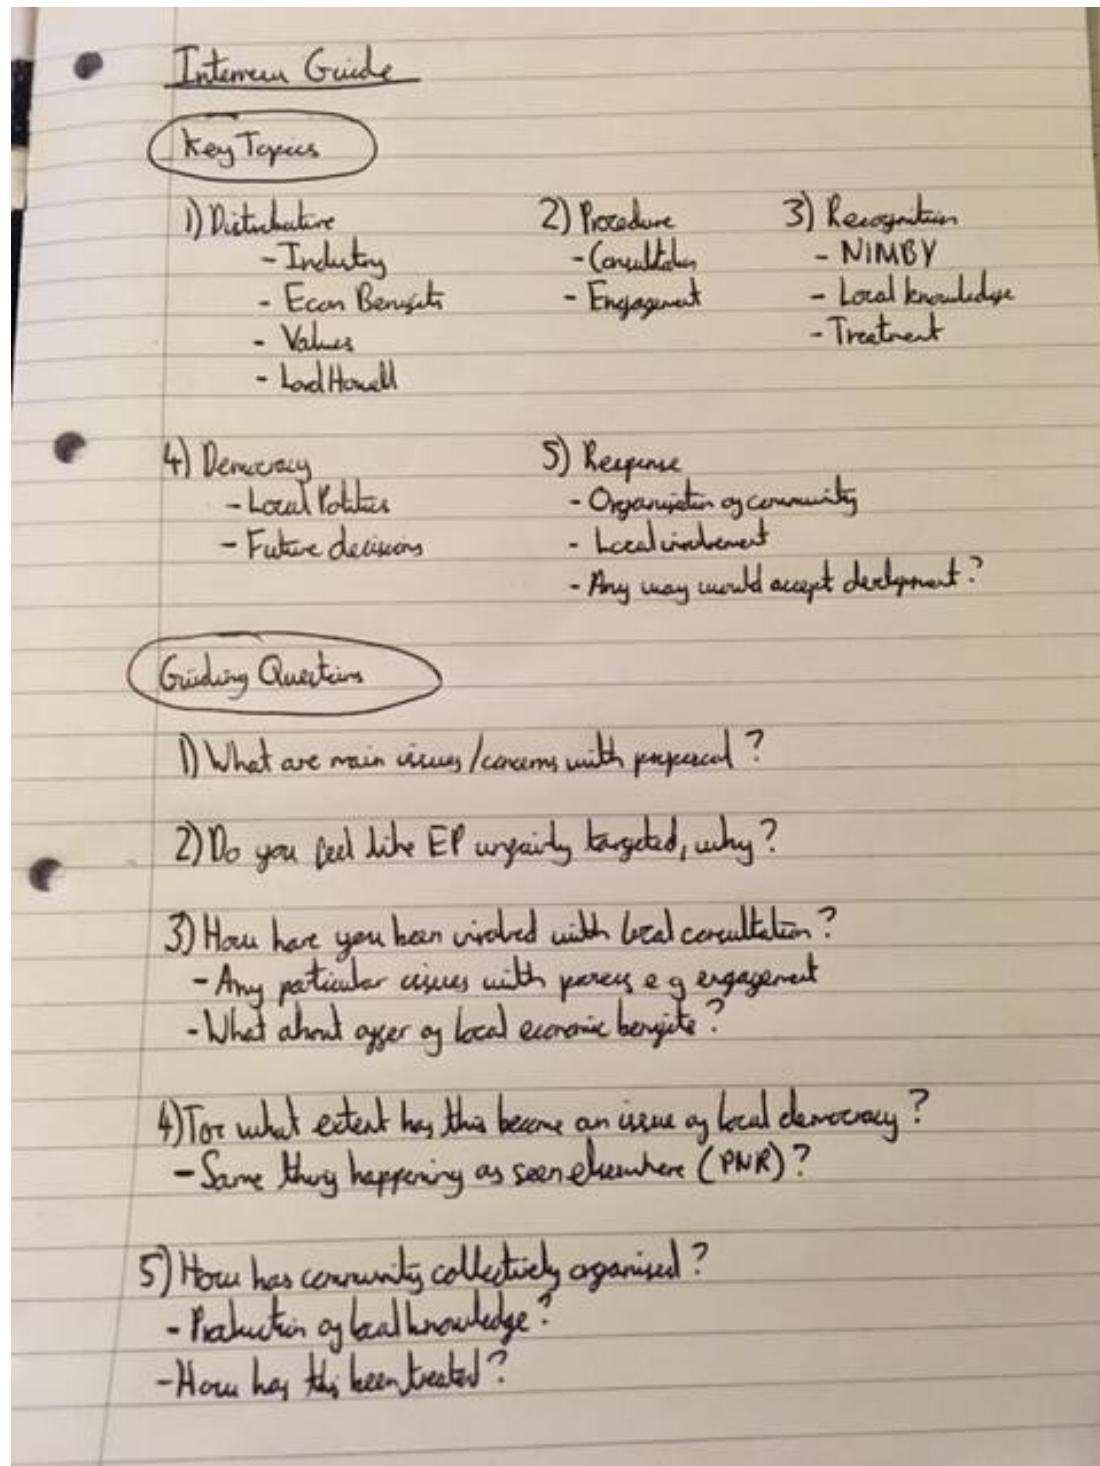 Interview Guide
Key Topics
1) Distributive
- Industry
- Econ Benefits
- Values
- Lord Howell
2) Procedure
- Consultation
- Engagement
3) Recognition
- NIMBY
- Local knowledge
- Treatment
4) Democracy
- Local Politics
- Future decisions
5) Response
- Organisation of community
- Local involvement
- Any way would accept development?
Guiding Questions
1) What are main issues/concerns with proposal?
2) Do you feel like EP unfairly targeted, why?
3) How have you been involved with local consultation?
- Any particular issues with process e g engagement
- What about offer of local economic benefits?
4) Tor what extent has this become an issue of local democracy?
- Same thing happening as seen elsewhere (PNR)?
5) How has community collectively organised?
- Production of local knowledge?
- How has this been treated?